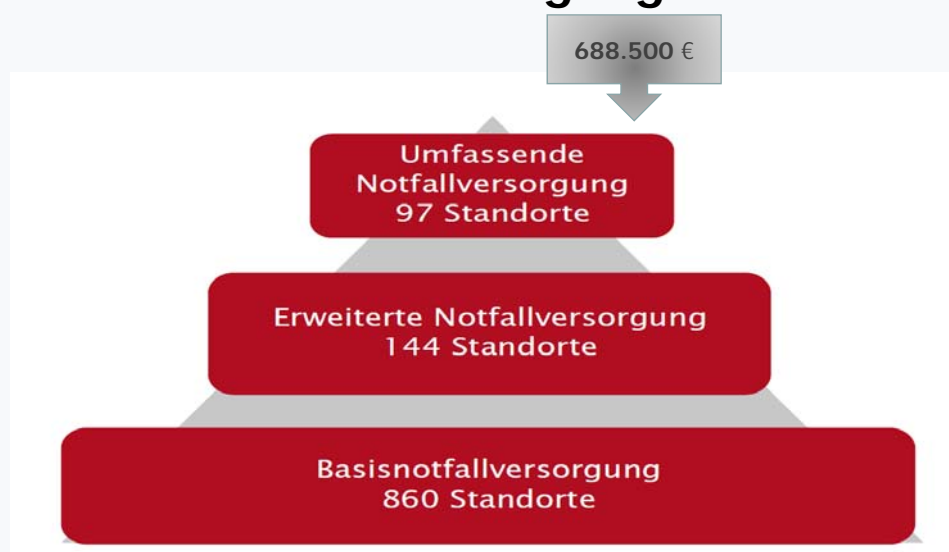 688.500 €
Umfassende
Notfallversorgung
97 Standorte
Erweiterte Notfallversorgung
144 Standorte
Basisnotfallversorgung
860 Standorte